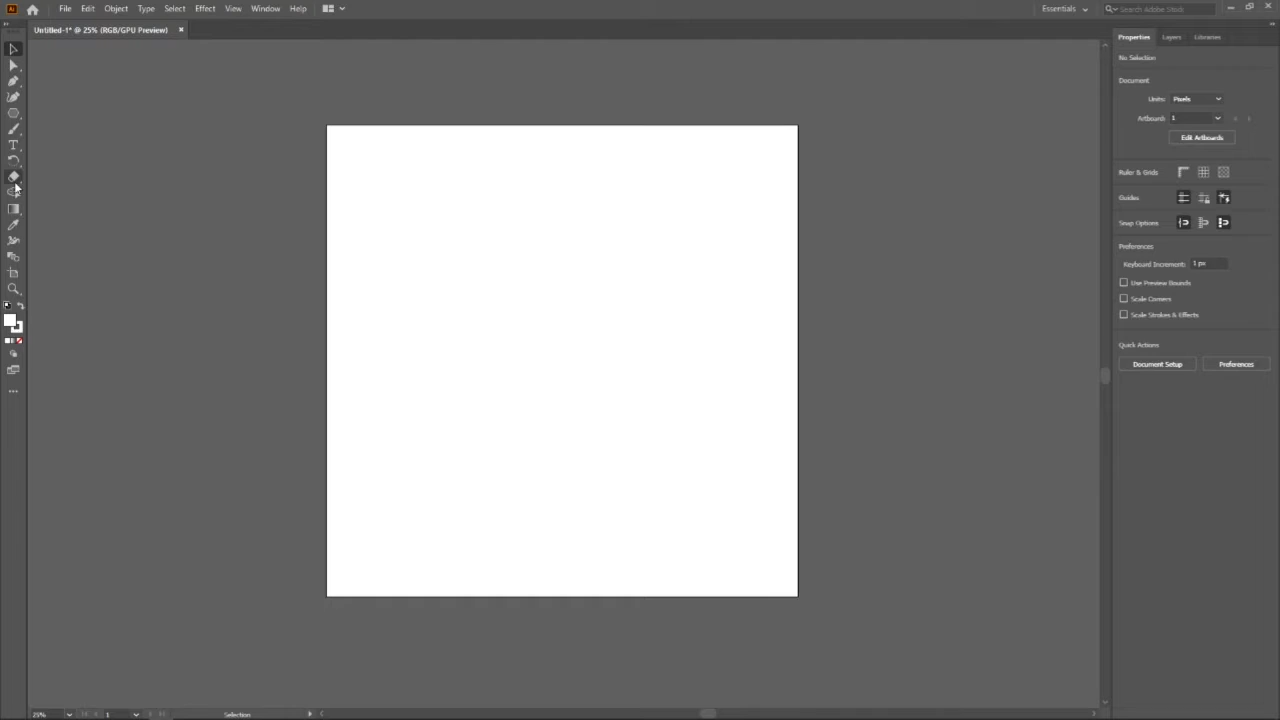 Ai File Edit Object Type Select Effect View Window Help Essentials Search Adobe Stock
Untitled-1* @ 25% (RGB/GPU Preview) ×
Properties Layers Libraries
No Selection
Document
Units: Pixels
Artboard: 1
Edit Artboards
Ruler & Grids
Guides
Snap Options
Preferences
Keyboard Increment: 1 px
Use Preview Bounds
Scale Corners
Scale Strokes & Effects
Quick Actions
Document Setup Preferences
25% 1 Selection